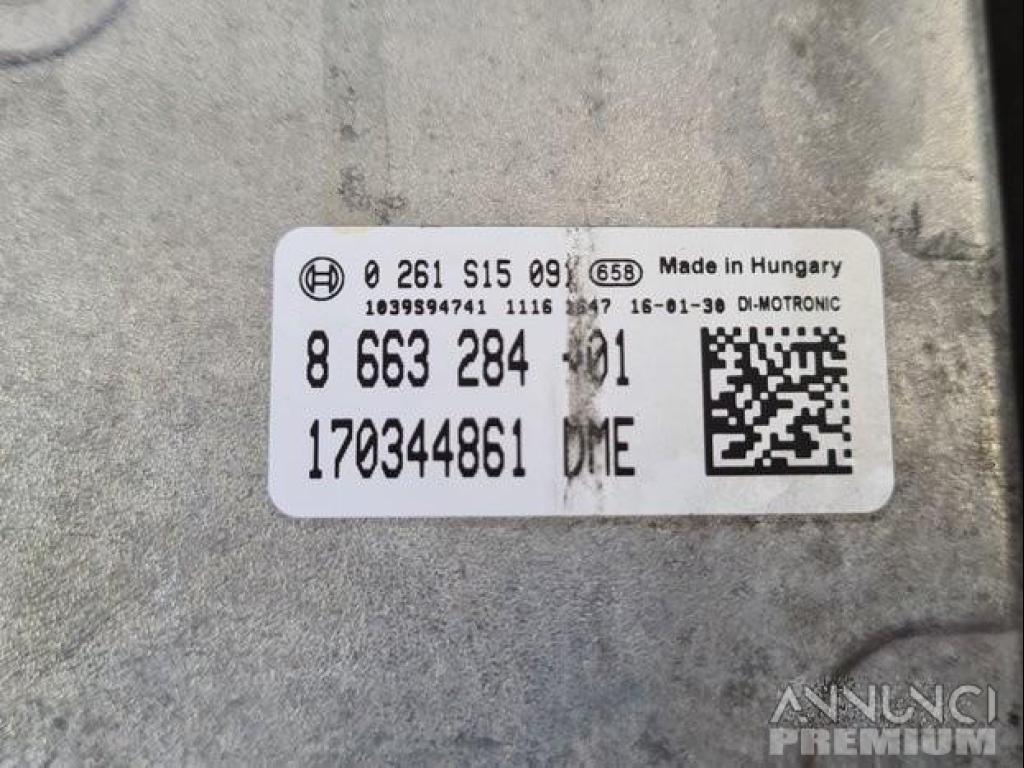 0 261 S15 09
658
Made in Hungary
1039S94741 1116 16-01-30 DI-MOTRONIC
8 663 284 -01
170344861 DME
ANNUNCI
PREMIUM